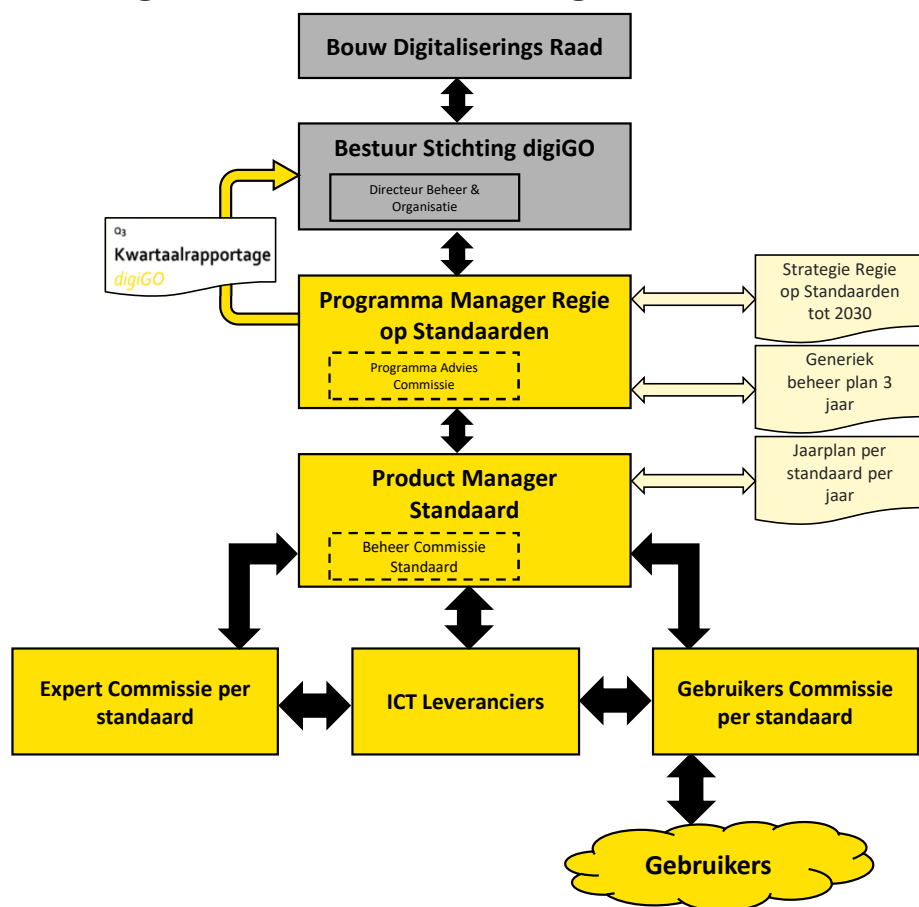 Bouw Digitaliserings Raad
Bestuur Stichting digiGO
Directeur Beheer &
Organisatie
Q3
Kwartaalrapportage
digiGO
Programma Manager Regie
op Standaarden
Programma Advies
Commissie
Strategie Regie
op Standaarden
tot 2030
Generiek
beheer plan 3
jaar
Product Manager
Standaard
Beheer Commissie
Standaard
Jaarplan per
standaard per
jaar
Expert Commissie per
standaard
ICT Leveranciers
Gebruikers Commissie
per standaard
Gebruikers